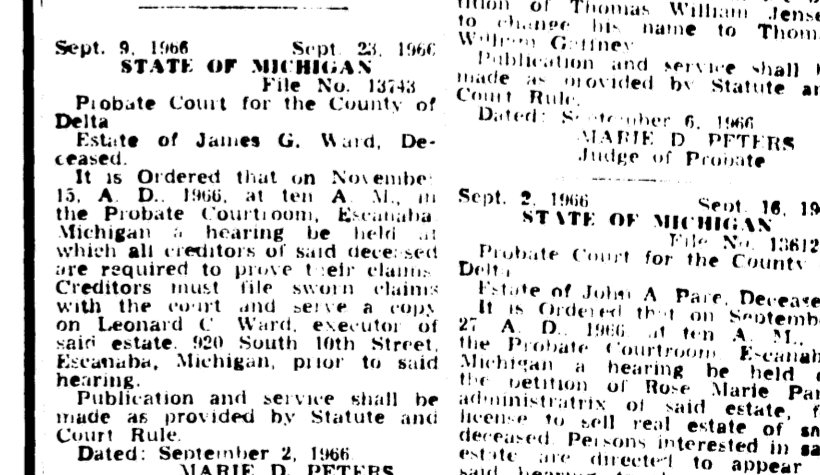 Sept. 9, 1966 Sept. 23, 1966
STATE OF MICHIGAN
File No. 13743
Probate Court for the County of
Delta
Estate of James G. Ward, De-
ceased.
It is Ordered that on November
15, A. D., 1966, at ten A. M., in
the Probate Courtroom, Escanaba
Michigan a hearing be held at
which all creditors of said deceased
are required to prove their claims
Creditors must file sworn claims
with the court and serve a copy
on Leonard C Ward, executor of
said estate. 920 South 10th Street,
Escanaba, Michigan, prior to said
hearing.
Publication and service shall be
made as provided by Statute and
Court Rule.
Dated: September 2, 1966
MARIE D. PETERS
tition of Thomas William Jense
to change his name to Thom
William Gaffney
Publication and service shall
made as provided by Statute an
Court Rule.
Dated: September 6, 1966
MARIE D. PETERS
Judge of Probate
Sept. 2, 1966 Sept. 16, 19
STATE OF MICHIGAN
File No. 13612
Probate Court for the County
Delta
Estate of John A Pare, Decease
It is Ordered that on Septemb
27 A. D., 1966 at ten A. M.,
the Probate Courtroom, Escanab
Michigan a hearing be held
the petition of Rose Marie Par
administratrix of said estate, f
license to sell real estate of sa
deceased. Persons interested in sa
estate are directed to appear
said hearing